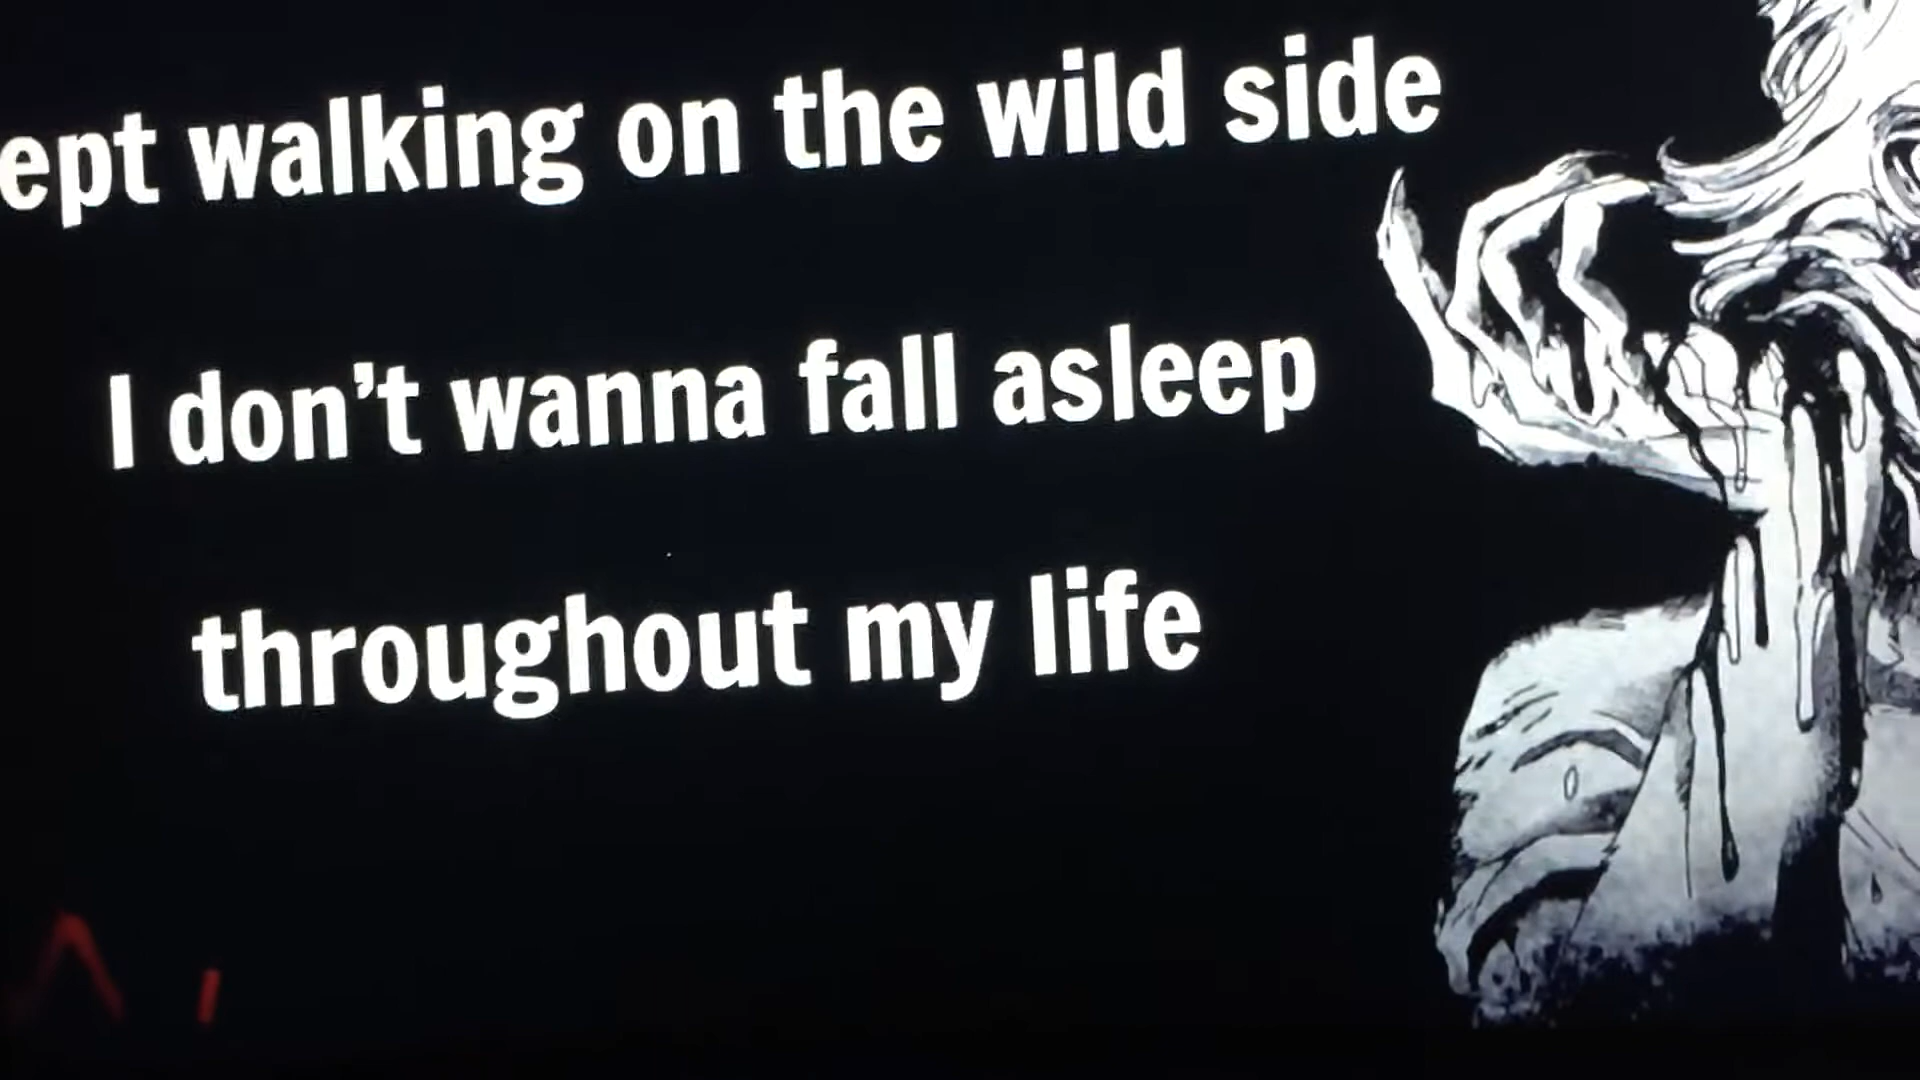 ept walking on the wild side
I don't wanna fall asleep
throughout my life